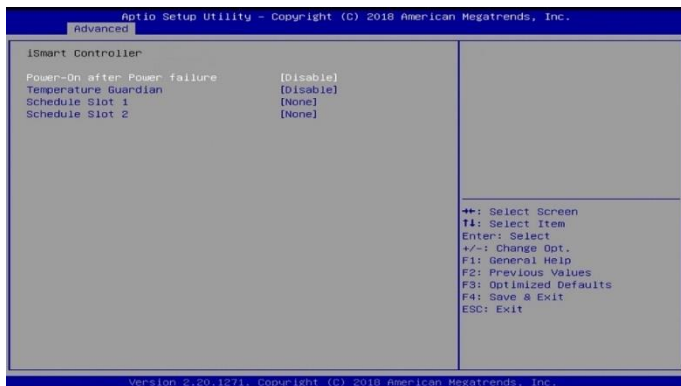 Aptio Setup Utility – Copyright (C) 2018 American Megatrends, Inc.
Advanced
iSmart Controller
Power-On after Power failure [Disable]
Temperature Guardian [Disable]
Schedule Slot 1 [None]
Schedule Slot 2 [None]
→←: Select Screen
↑↓: Select Item
Enter: Select
+/-: Change Opt.
F1: General Help
F2: Previous Values
F3: Optimized Defaults
F4: Save & Exit
ESC: Exit
Version 2.20.1271. Copyright (C) 2018 American Megatrends, Inc.